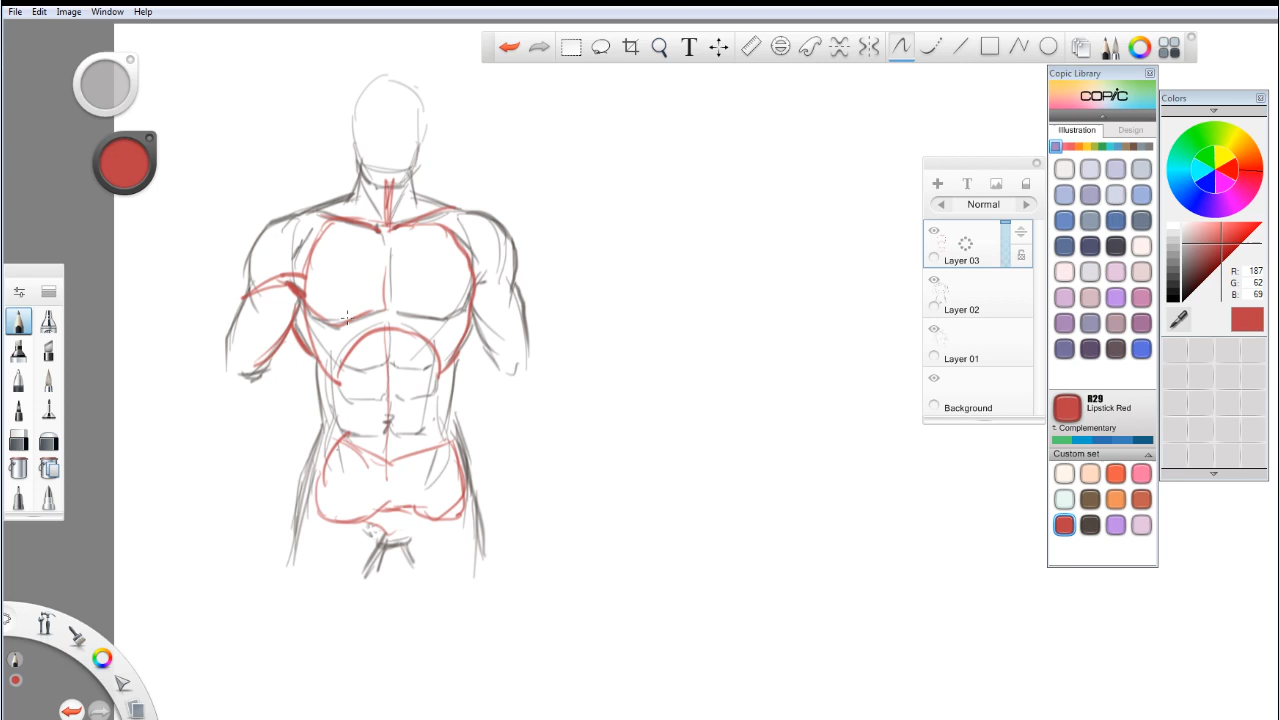 File Edit Image Window Help
T
Copic Library
COPIC
Illustration Design
Colors
T
Normal
Layer 03
Layer 02
Layer 01
Background
R: 187
G: 62
B: 69
R29
Lipstick Red
Complementary
Custom set